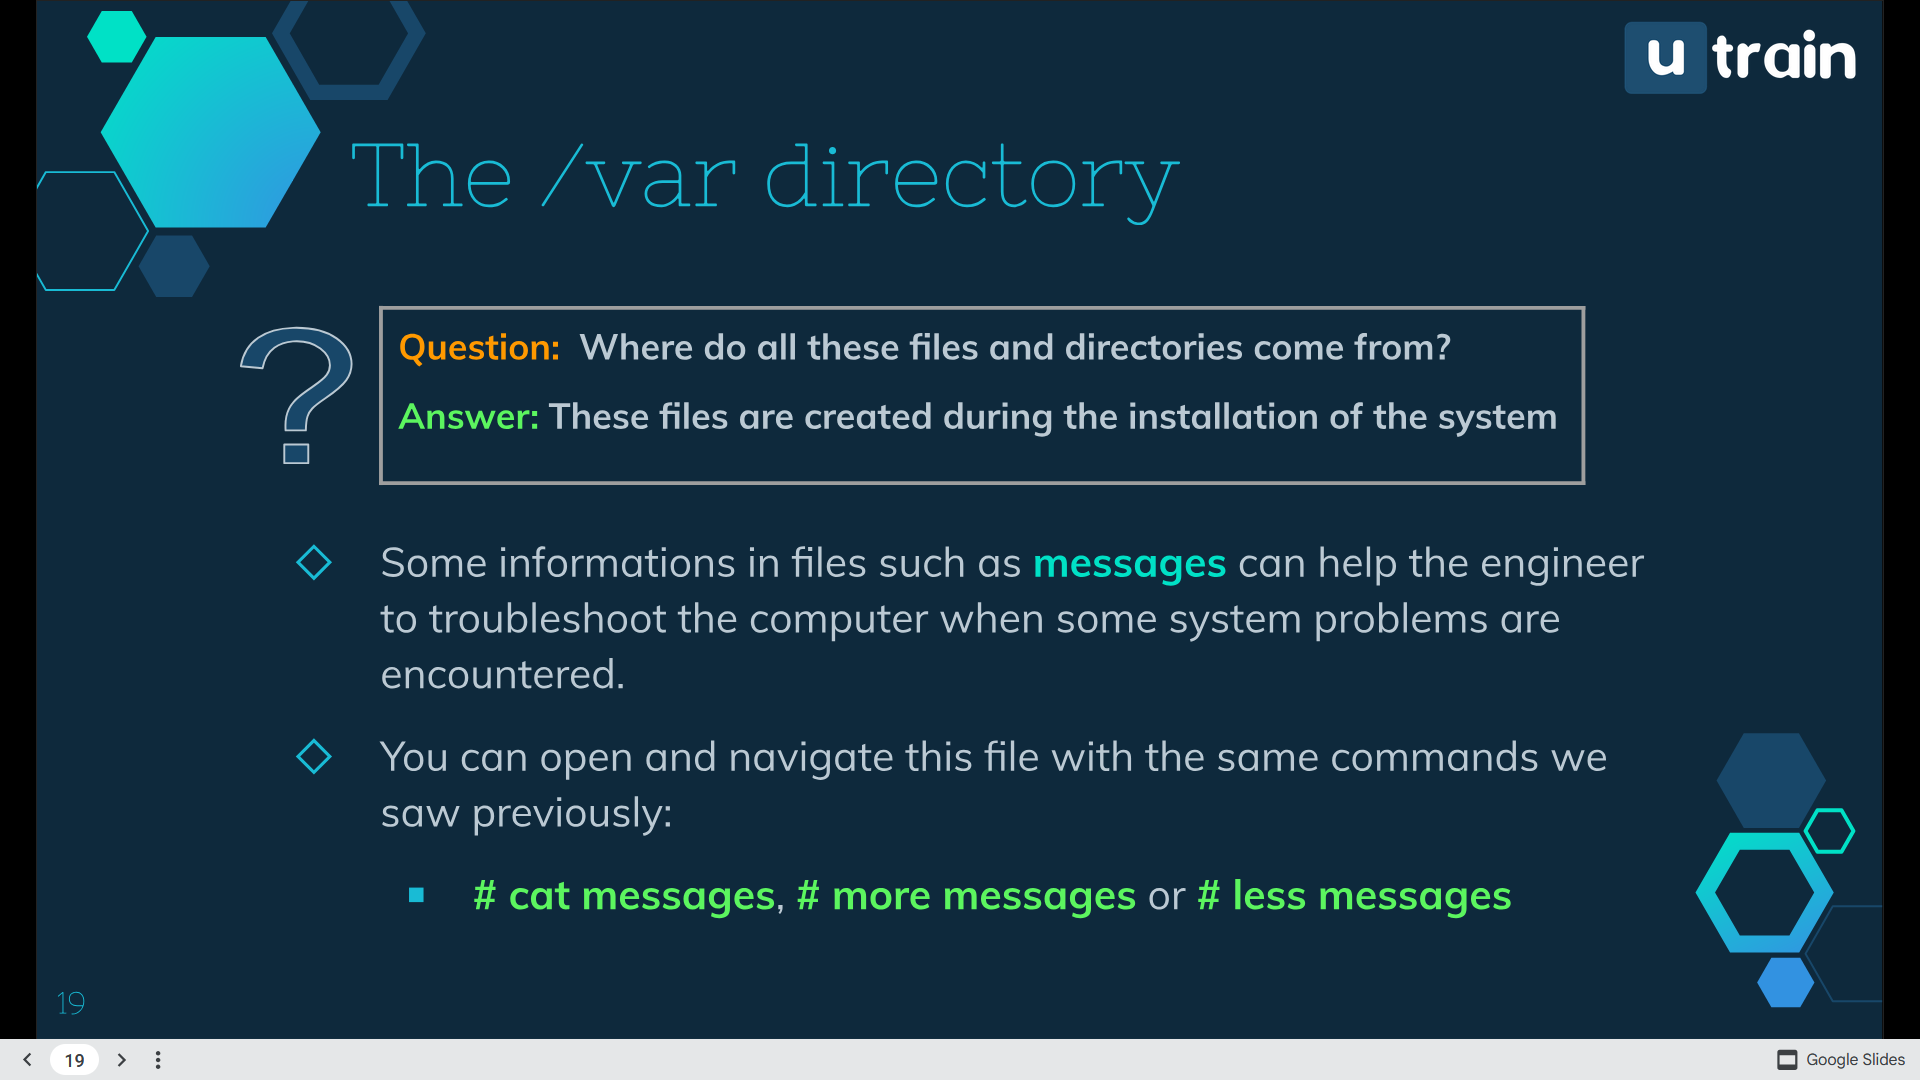 u train
The /var directory
?
Question: Where do all these files and directories come from?
Answer: These files are created during the installation of the system
Some informations in files such as messages can help the engineer
to troubleshoot the computer when some system problems are
encountered.
You can open and navigate this file with the same commands we
saw previously:
# cat messages, # more messages or # less messages
19
19
Google Slides